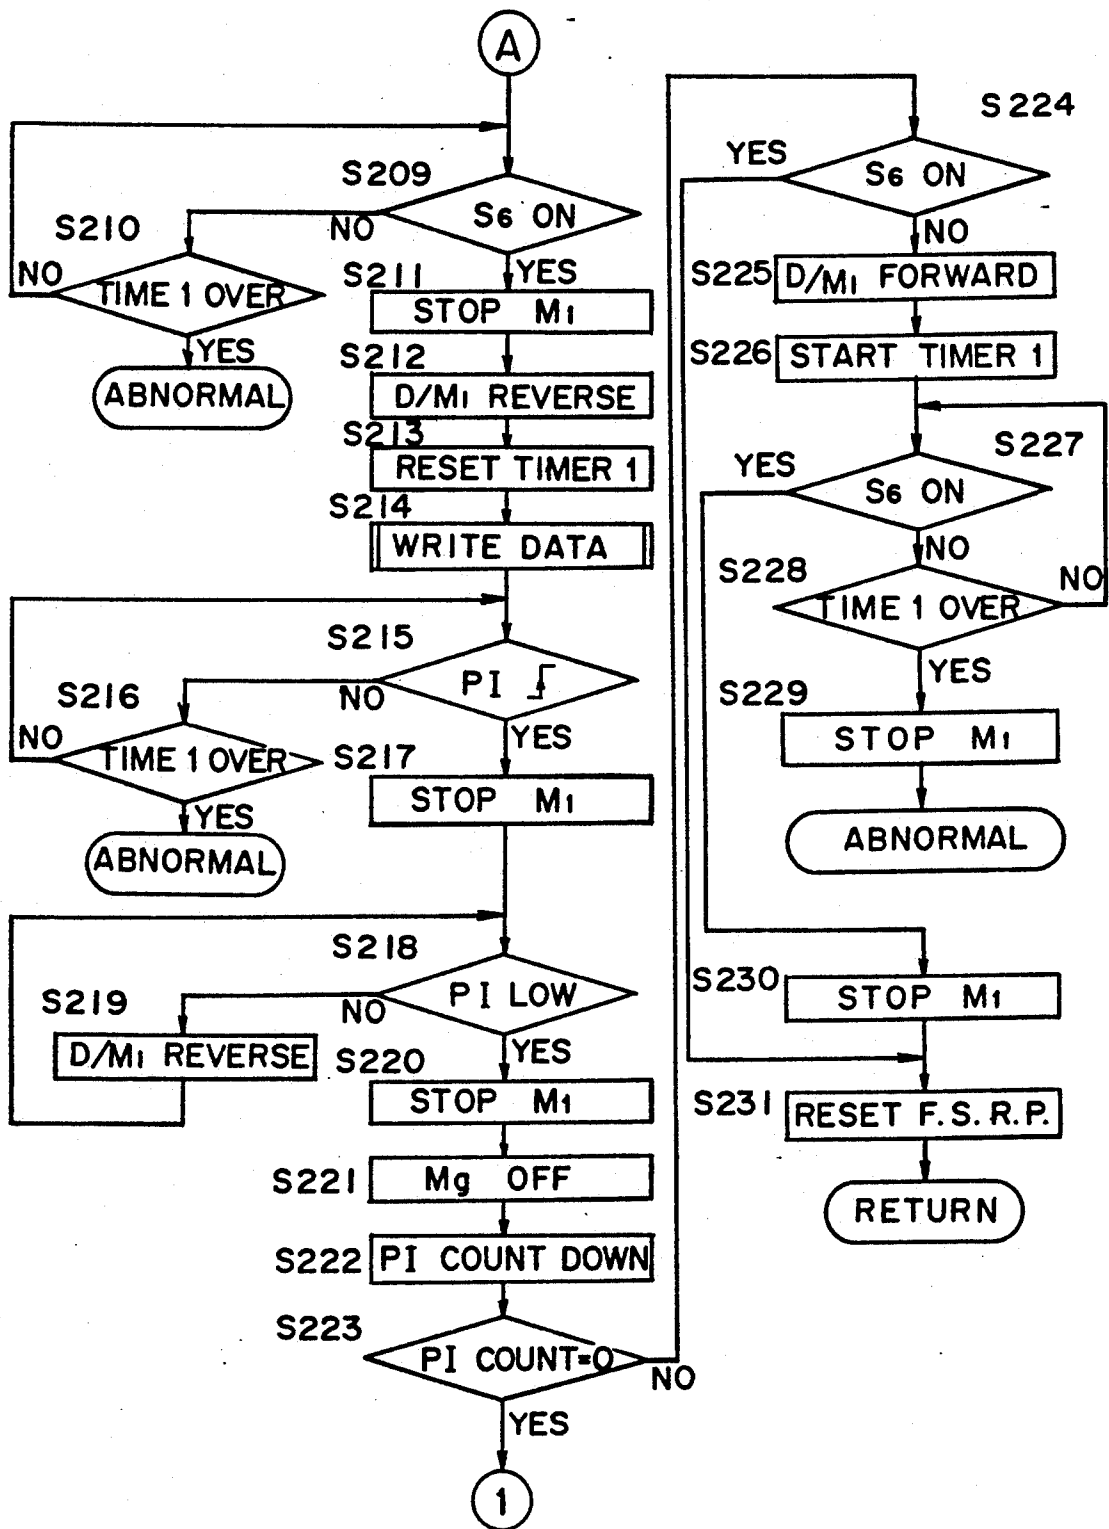 A
S209
S6 ON
NO
YES
S210
TIME 1 OVER
NO
YES
ABNORMAL
S211
STOP M1
S212
D/M1 REVERSE
S213
RESET TIMER 1
S214
WRITE DATA
S215
PI
NO
YES
S216
TIME 1 OVER
NO
YES
ABNORMAL
S217
STOP M1
S218
PI LOW
NO
YES
S219
D/M1 REVERSE
S220
STOP M1
S221
Mg OFF
S222
PI COUNT DOWN
S223
PI COUNT=0
NO
YES
1
S224
S6 ON
YES
NO
S225
D/M1 FORWARD
S226
START TIMER 1
S227
S6 ON
YES
NO
S228
TIME 1 OVER
NO
YES
S229
STOP M1
ABNORMAL
S230
STOP M1
S231
RESET F.S.R.P.
RETURN